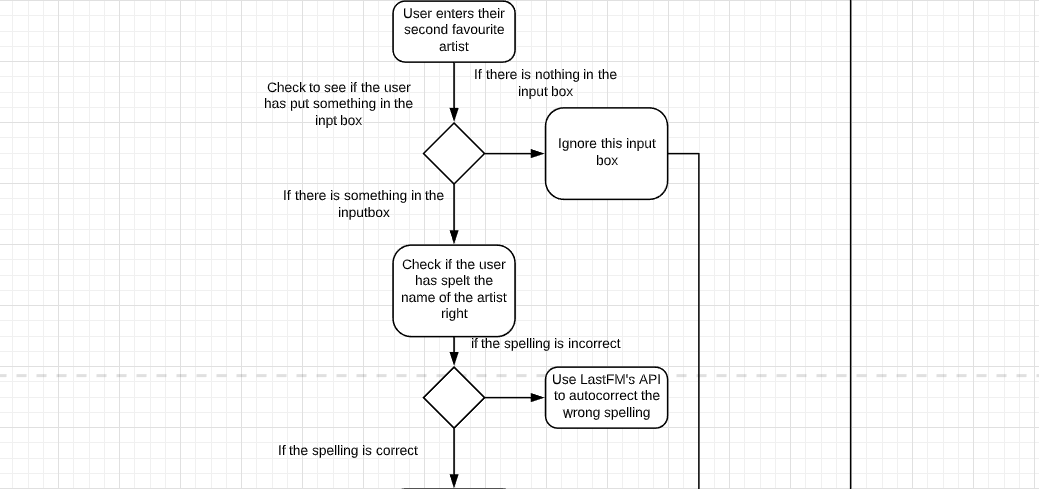 User enters their
second favourite
artist
If there is nothing in the
input box
Check to see if the user
has put something in the
inpt box
Ignore this input
box
If there is something in the
inputbox
Check if the user
has spelt the
name of the artist
right
if the spelling is incorrect
Use LastFM's API
to autocorrect the
wrong spelling
If the spelling is correct